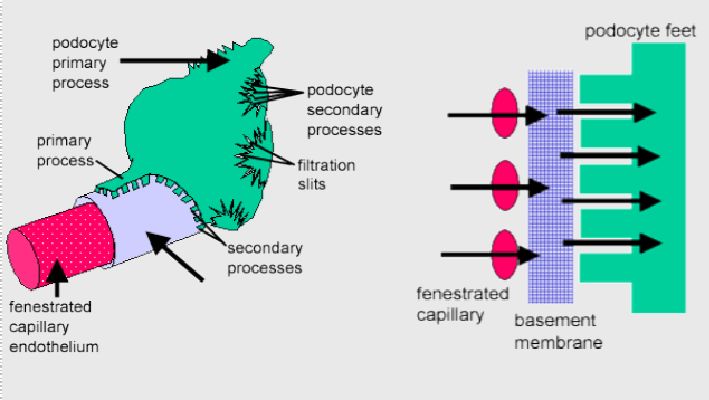 podocyte
primary
process
podocyte
secondary
processes
primary
process
filtration
slits
secondary
processes
fenestrated
capillary
endothelium
podocyte feet
fenestrated
capillary
basement
membrane